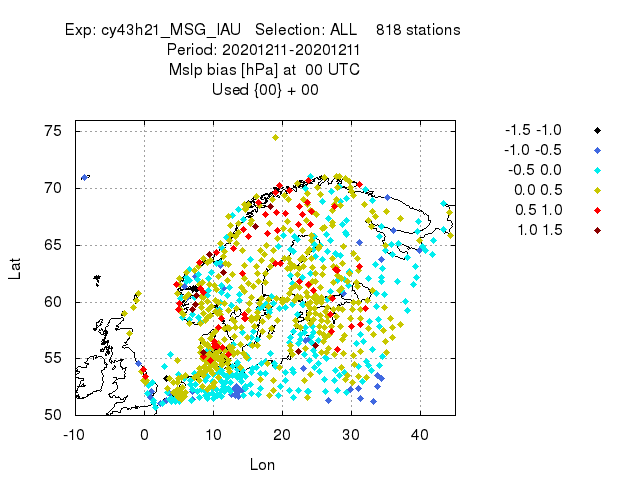 Exp: cy43h21_MSG_IAU   Selection: ALL    818 stations
Period: 20201211-20201211
Mslp bias [hPa] at  00 UTC
Used {00} + 00
-1.5 -1.0
-1.0 -0.5
-0.5 0.0
0.0 0.5
0.5 1.0
1.0 1.5
75
70
65
60
55
50
Lat
-10 0 10 20 30 40
Lon